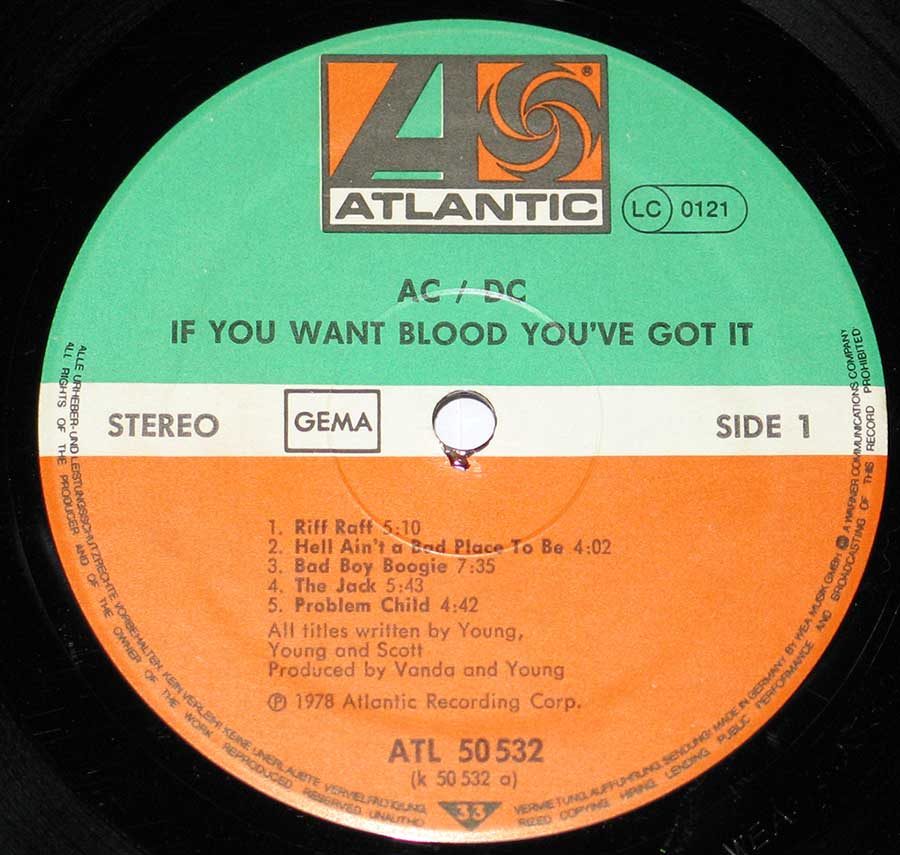 ATLANTIC
®
LC 0121
AC / DC
IF YOU WANT BLOOD YOU'VE GOT IT
STEREO
GEMA
SIDE 1
1. Riff Raff 5:10
2. Hell Ain't a Bad Place To Be 4:02
3. Bad Boy Boogie 7:35
4. The Jack 5:43
5. Problem Child 4:42
All titles written by Young,
Young and Scott
Produced by Vanda and Young
℗ 1978 Atlantic Recording Corp.
ATL 50 532
(k 50 532 a)
33
ALLE URHEBER- UND LEISTUNGSSCHUTZRECHTE VORBEHALTEN. KEIN VERLEIH! KEINE UNERLAUBTE VERVIELFÄLTIGUNG, VERMIETUNG, AUFFÜHRUNG, SENDUNG! MADE IN GERMANY BY WEA MUSIK GMBH A WARNER COMMUNICATIONS COMPANY
ALL RIGHTS OF THE PRODUCER AND OF THE OWNER OF THE WORK REPRODUCED RESERVED. UNAUTHORIZED COPYING, HIRING, LENDING, PUBLIC PERFORMANCE AND BROADCASTING OF THIS RECORD PROHIBITED
WEA